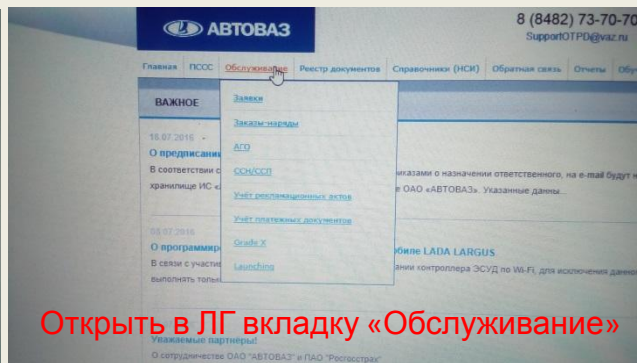 АВТОВАЗ
8 (8482) 73-70-70
SupportOTPD@vaz.ru
Главная ПССС Обслуживание Реестр документов Справочники (НСИ) Обратная связь Отчеты
ВАЖНОЕ
Заявки
Заказы-наряды
АГО
ССН/ССП
Учёт рекламационных актов
Учёт платежных документов
Grade X
Launching
18.07.2016
О предписании
В соответствии с
иказами о назначении ответственного, на e-mail будут
хранилище ИС
ОАО «АВТОВАЗ». Указанные данны...
О программир
обиле LADA LARGUS
В связи с участи
ании контроллера ЭСУД по Wi-Fi, для исключения данно
выполнять тольк
Открыть в ЛГ вкладку «Обслуживание»
Уважаемые партнёры!
О сотрудничестве ОАО "АВТОВАЗ" и ПАО "Росгосстрах"